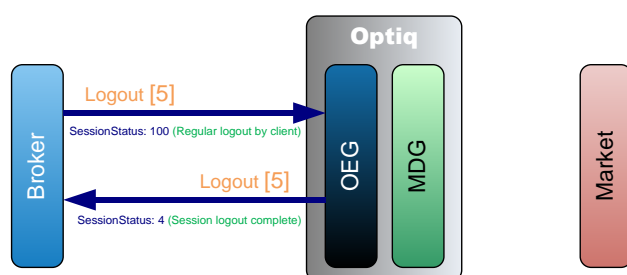 Optiq
Logout [5]
SessionStatus: 100 (Regular logout by client)
Broker
OEG
MDG
Market
Logout [5]
SessionStatus: 4 (Session logout complete)